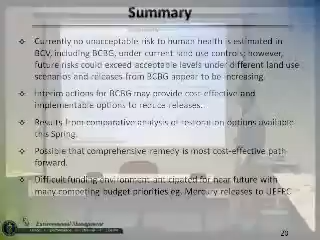 Summary
Currently no unacceptable risk to human health is estimated in
BCV, including BCBG, under current land use controls; however,
future risks could exceed acceptable levels under different land use
scenarios and releases from BCBG appear to be increasing.
Interim actions for BCBG may provide cost-effective and
implementable options to reduce releases.
Results from comparative analysis of restoration options available
this Spring.
Possible that comprehensive remedy is most cost-effective path
forward.
Difficult funding environment anticipated for near future with
many competing budget priorities eg. Mercury releases to UEFPC
Environmental Management
20